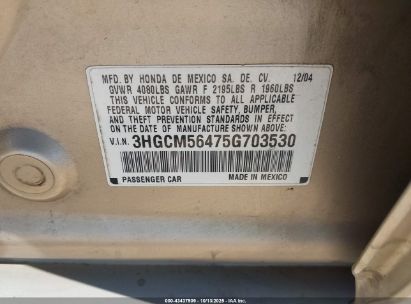 MFD. BY HONDA DE MEXICO SA. DE. CV. 12/04
GVWR 4080LBS GAWR F 2195LBS R 1960LBS
THIS VEHICLE CONFORMS TO ALL APPLICABLE
FEDERAL MOTOR VEHICLE SAFETY, BUMPER,
AND THEFT PREVENTION STANDARDS IN EFFECT
ON THE DATE OF MANUFACTURE SHOWN ABOVE.
V.I.N. 3HGCM56475G703530
PASSENGER CAR MADE IN MEXICO